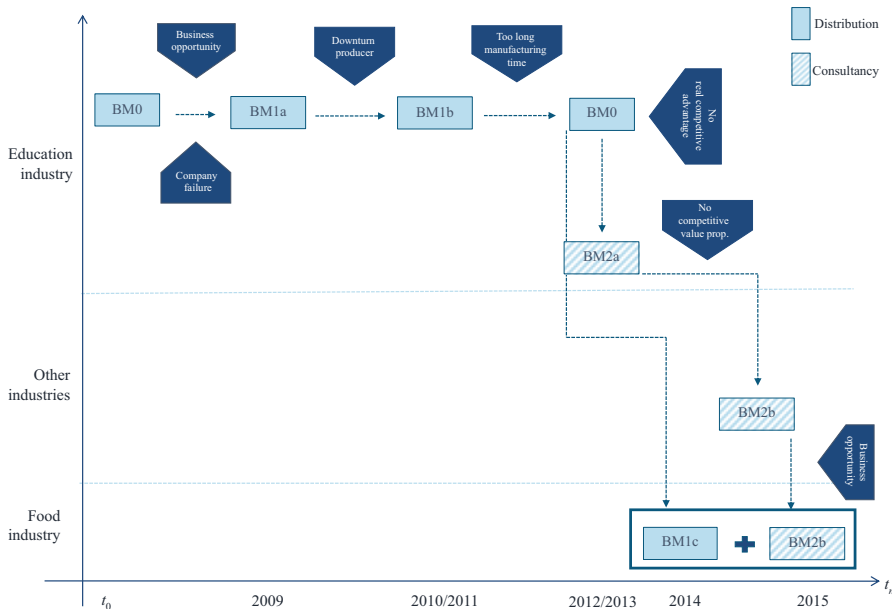 Business
opportunity
Downturn
producer
Too long
manufacturing
time
Distribution
Consultancy
BM0
BM1a
BM1b
BM0
No
real competitive
advantage
Education
industry
Company
failure
No
competitive
value prop.
BM2a
Other
industries
BM2b
Business
opportunity
Food
industry
BM1c
BM2b
t0
2009
2010/2011
2012/2013
2014
2015